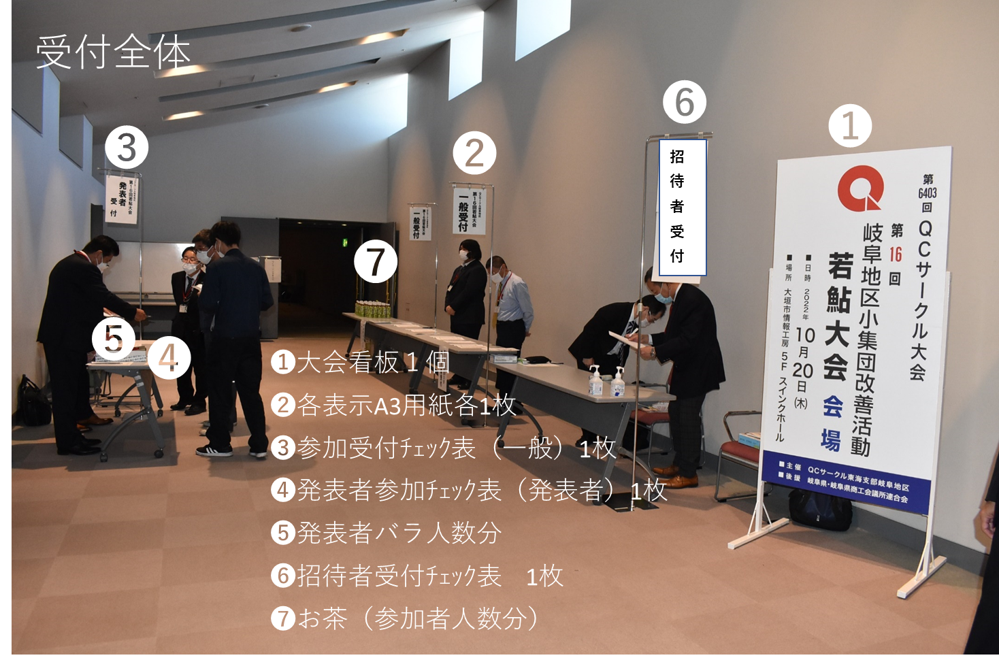 受付全体
❸
❷
❻
❶
❼
❺
❹
発表者
受付
第16回若鮎大会
一般受付
第16回若鮎大会
一般受付
招待者受付
第6403回 QCサークル大会
第16回
岐阜地区小集団改善活動
若鮎大会 会場
■日時 2022年10月20日(木)
■場所 大垣市情報工房 5F スインクホール
■主催 QCサークル東海支部岐阜地区
■後援 岐阜県・岐阜県商工会議所連合会
❶大会看板１個
❷各表示A3用紙各1枚
❸参加受付ﾁｪｯｸ表（一般）1枚
❹発表者参加ﾁｪｯｸ表（発表者）1枚
❺発表者バラ人数分
❻招待者受付ﾁｪｯｸ表　1枚
❼お茶（参加者人数分）